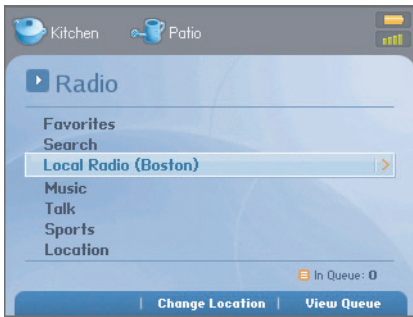 Kitchen Patio
Radio
Favorites
Search
Local Radio (Boston)
Music
Talk
Sports
Location
In Queue: 0
Change Location | View Queue